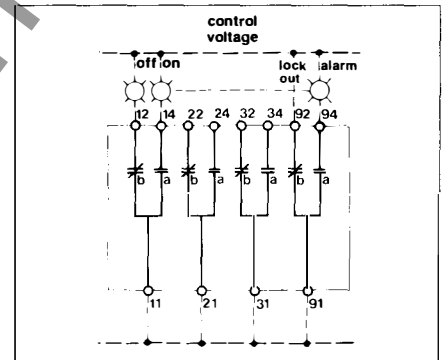 control
voltage
off on
lock
out
alarm
12 14 22 24 32 34 92 94
b a b a b a b a
11 21 31 91